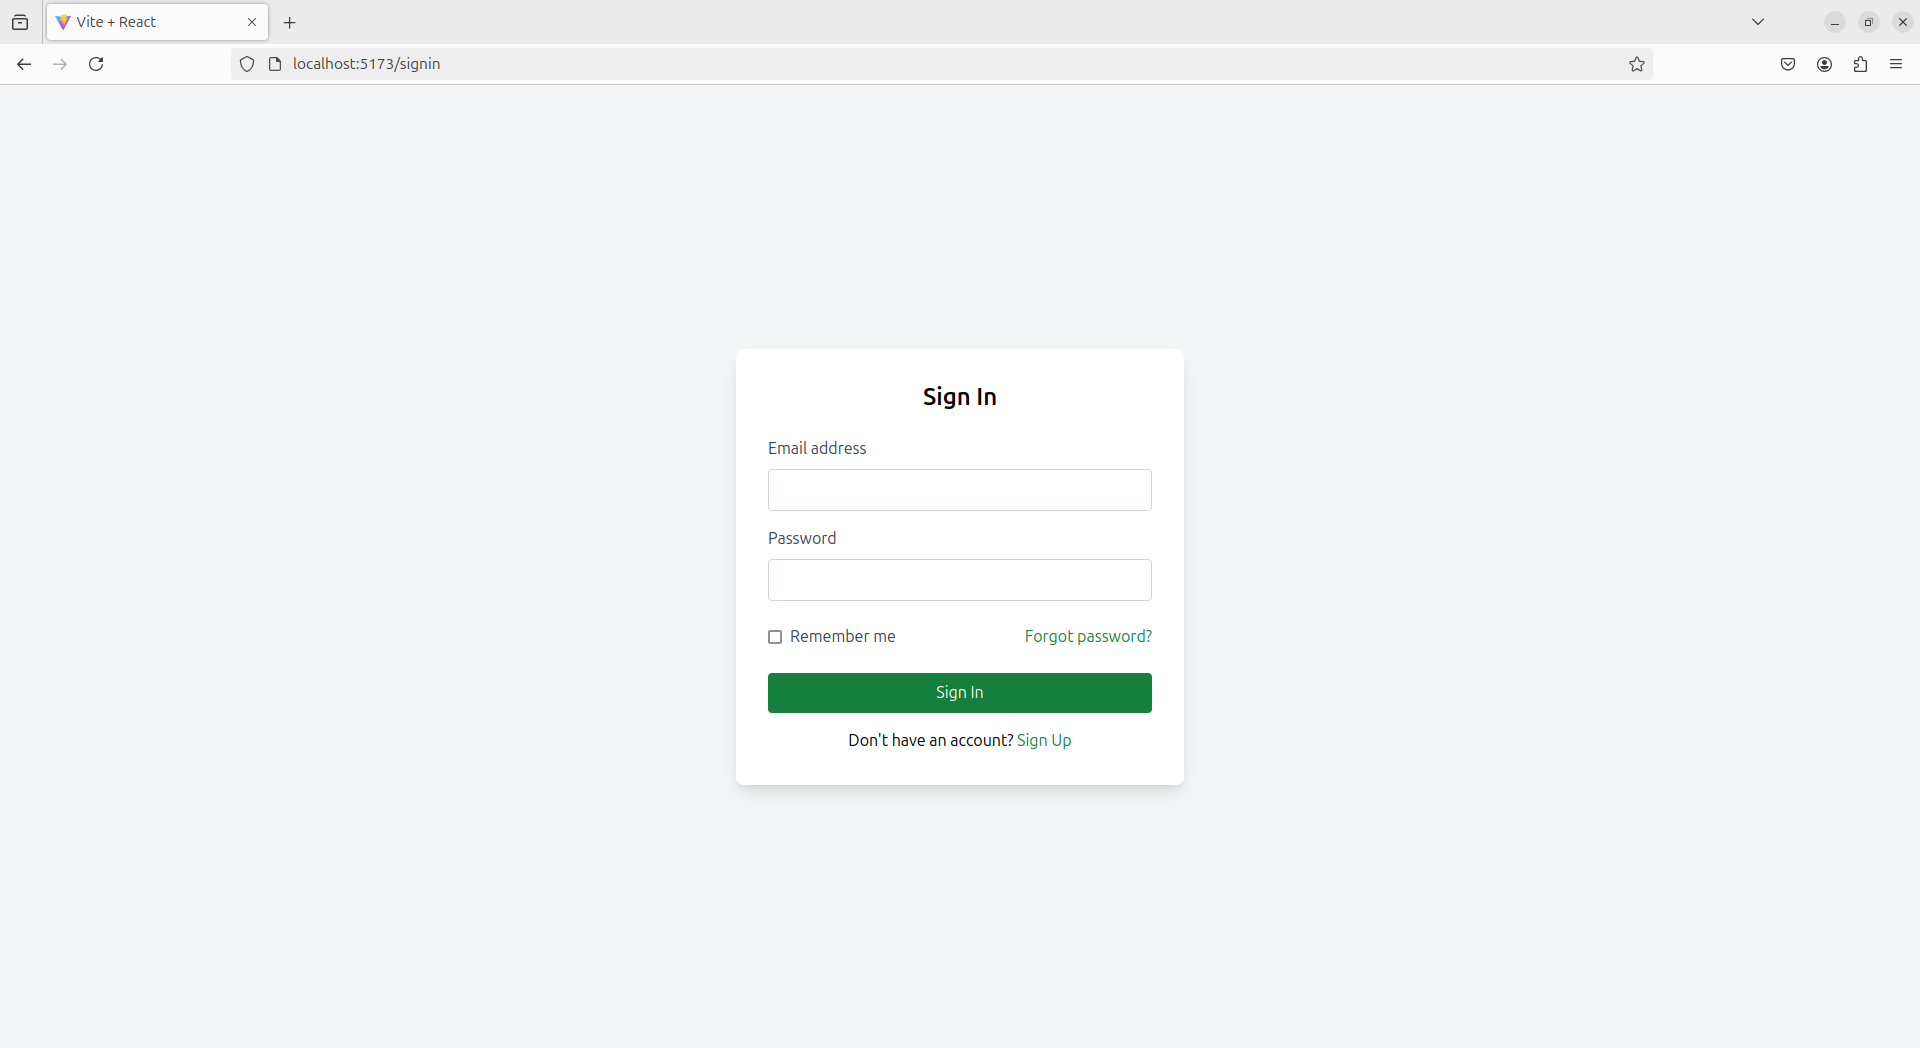 Vite + React
localhost:5173/signin
Sign In
Email address
Password
Remember me
Forgot password?
Sign In
Don't have an account? Sign Up